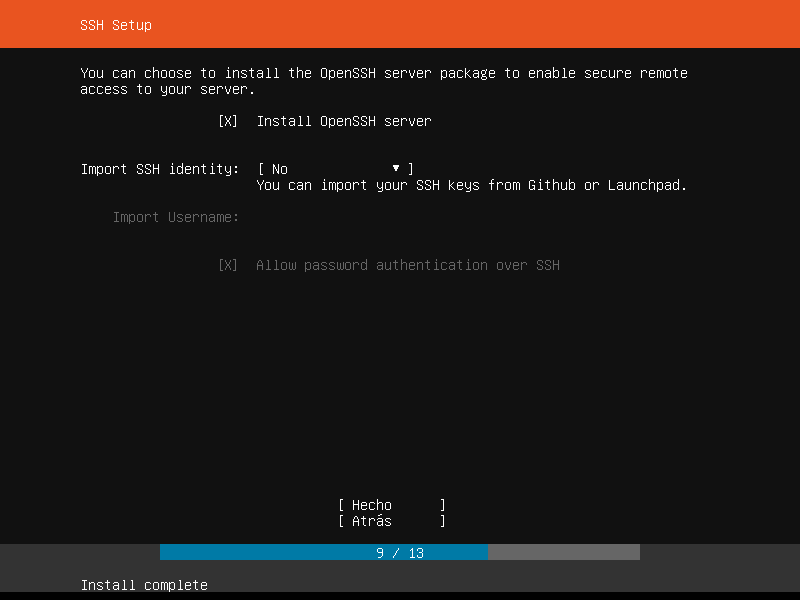 SSH Setup
You can choose to install the OpenSSH server package to enable secure remote
access to your server.
[X] Install OpenSSH server
Import SSH identity: [ No ▼ ]
You can import your SSH keys from Github or Launchpad.
Import Username:
[X] Allow password authentication over SSH
[ Hecho ]
[ Atrás ]
9 / 13
Install complete